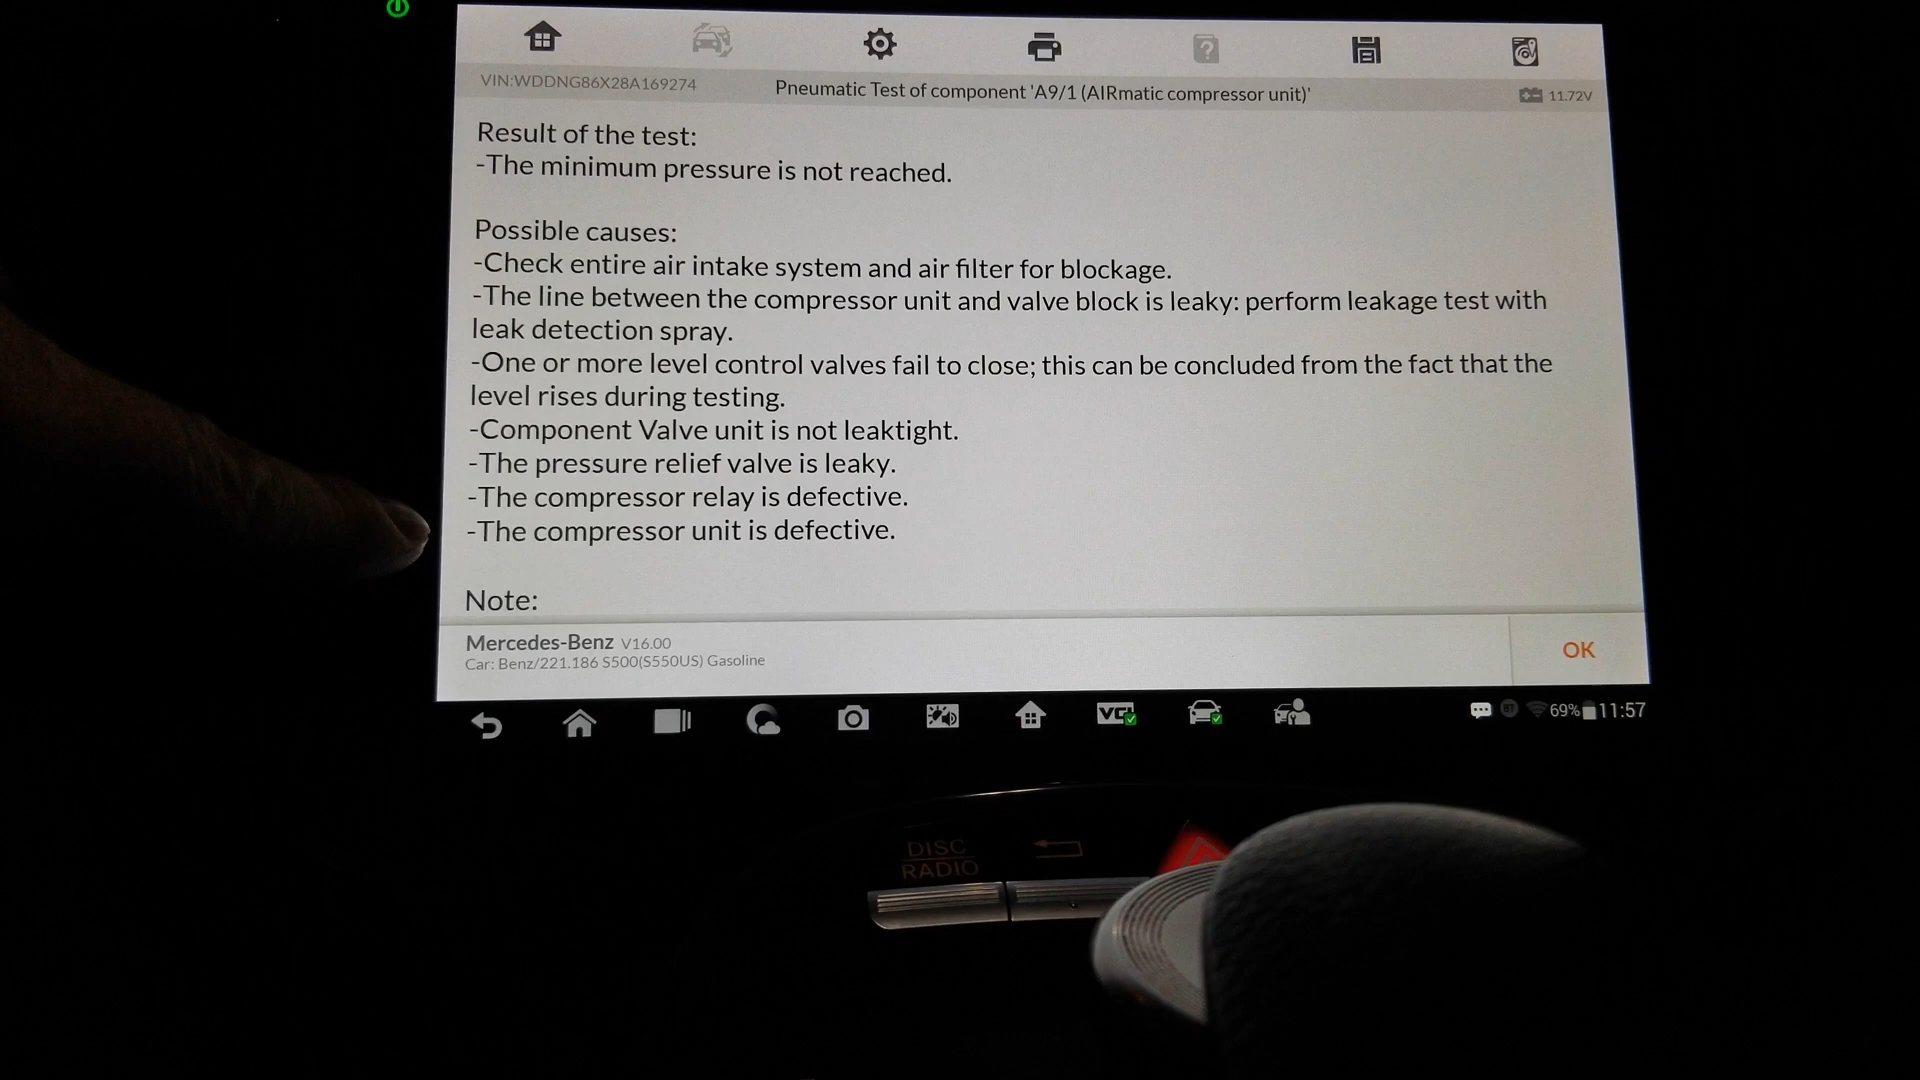 VIN:WDDNG86X28A169274
Pneumatic Test of component 'A9/1 (AIRmatic compressor unit)'
11.72V
Result of the test:
-The minimum pressure is not reached.
Possible causes:
-Check entire air intake system and air filter for blockage.
-The line between the compressor unit and valve block is leaky: perform leakage test with
leak detection spray.
-One or more level control valves fail to close; this can be concluded from the fact that the
level rises during testing.
-Component Valve unit is not leaktight.
-The pressure relief valve is leaky.
-The compressor relay is defective.
-The compressor unit is defective.
Note:
Mercedes-Benz V16.00
Car: Benz/221.186 S500(S550US) Gasoline
OK
VCI
BT
69%
11:57
DISC
RADIO